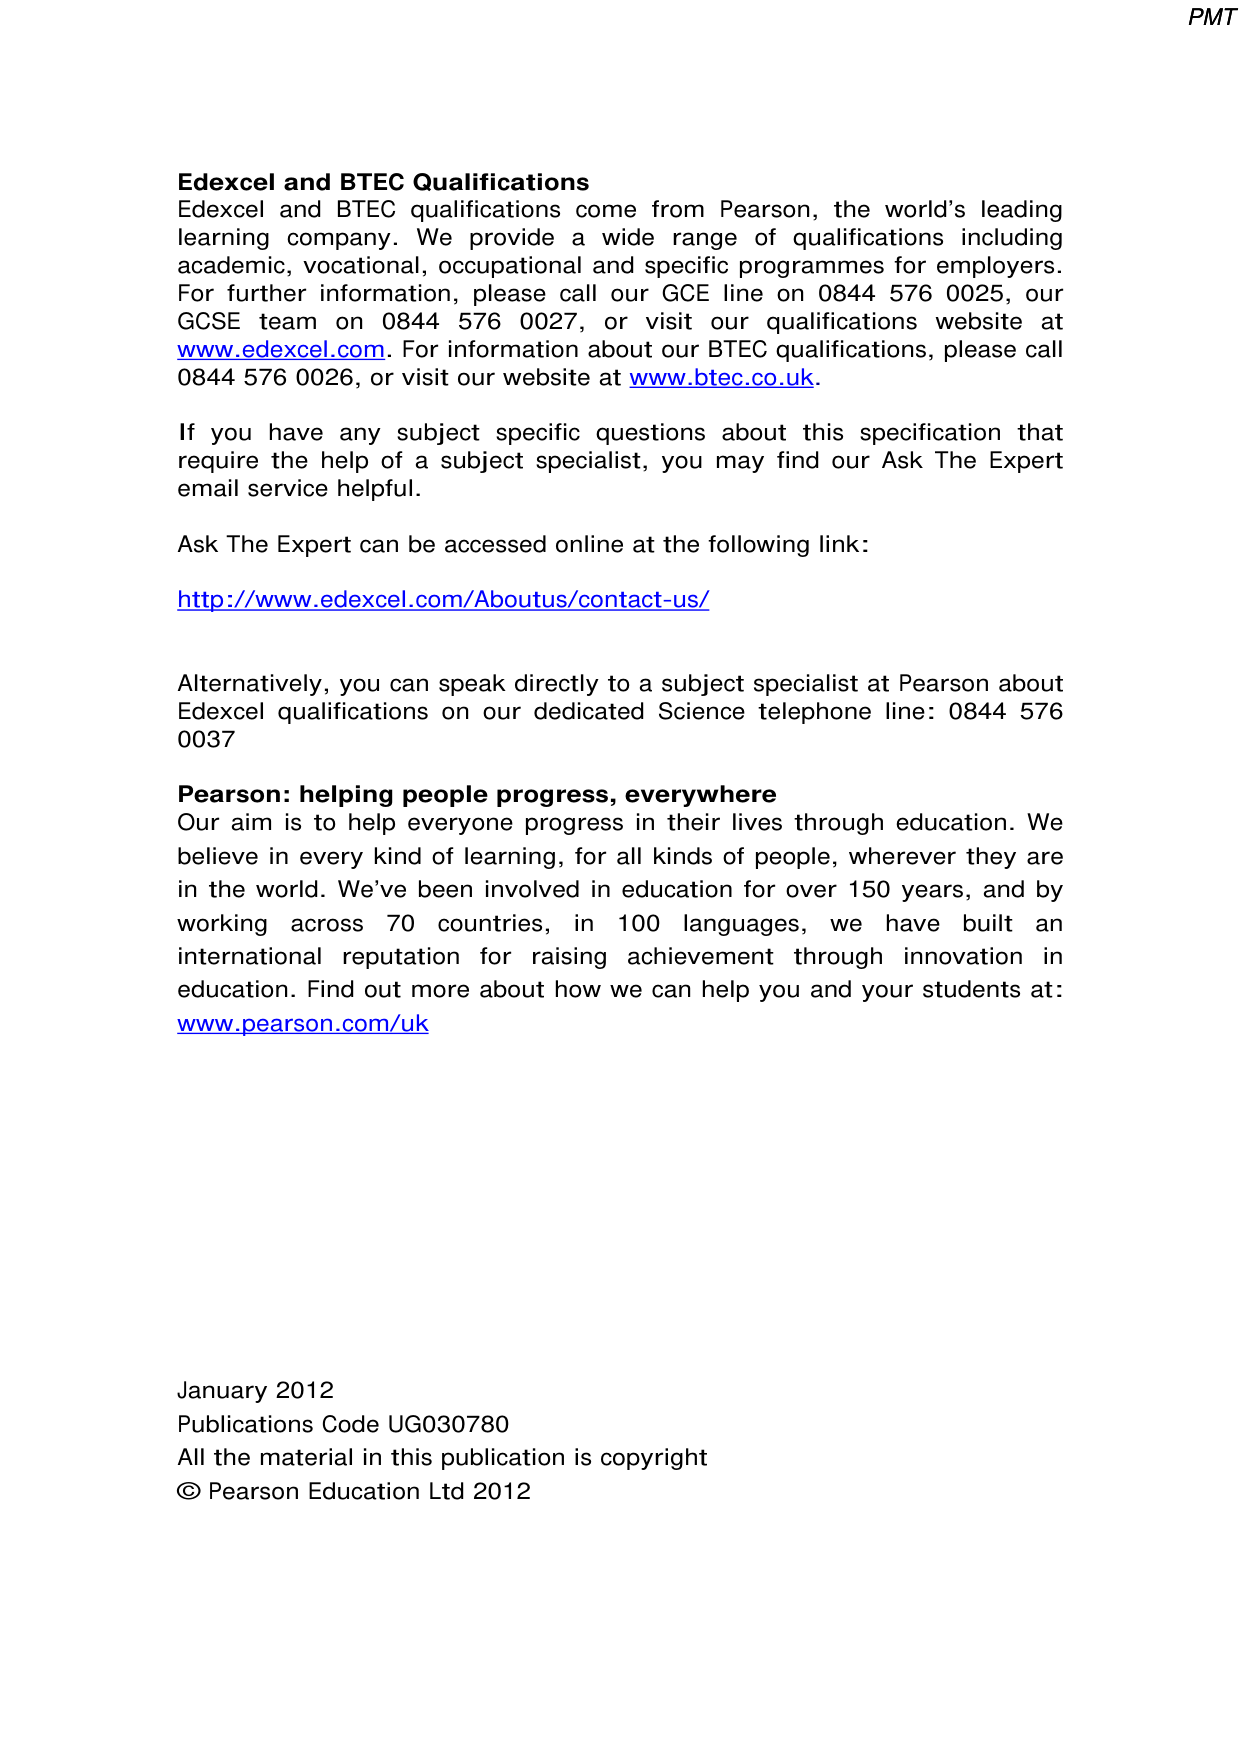 PMT
Edexcel and BTEC Qualifications
Edexcel and BTEC qualifications come from Pearson, the world's leading
learning company. We provide a wide range of qualifications including
academic, vocational, occupational and specific programmes for employers.
For further information, please call our GCE line on 0844 576 0025, our
GCSE team on 0844 576 0027, or visit our qualifications website at
www.edexcel.com. For information about our BTEC qualifications, please call
0844 576 0026, or visit our website at www.btec.co.uk.
If you have any subject specific questions about this specification that
require the help of a subject specialist, you may find our Ask The Expert
email service helpful.
Ask The Expert can be accessed online at the following link:
http://www.edexcel.com/Aboutus/contact-us/
Alternatively, you can speak directly to a subject specialist at Pearson about
Edexcel qualifications on our dedicated Science telephone line: 0844 576
0037
Pearson: helping people progress, everywhere
Our aim is to help everyone progress in their lives through education. We
believe in every kind of learning, for all kinds of people, wherever they are
in the world. We've been involved in education for over 150 years, and by
working across 70 countries, in 100 languages, we have built an
international reputation for raising achievement through innovation in
education. Find out more about how we can help you and your students at:
www.pearson.com/uk
January 2012
Publications Code UG030780
All the material in this publication is copyright
© Pearson Education Ltd 2012